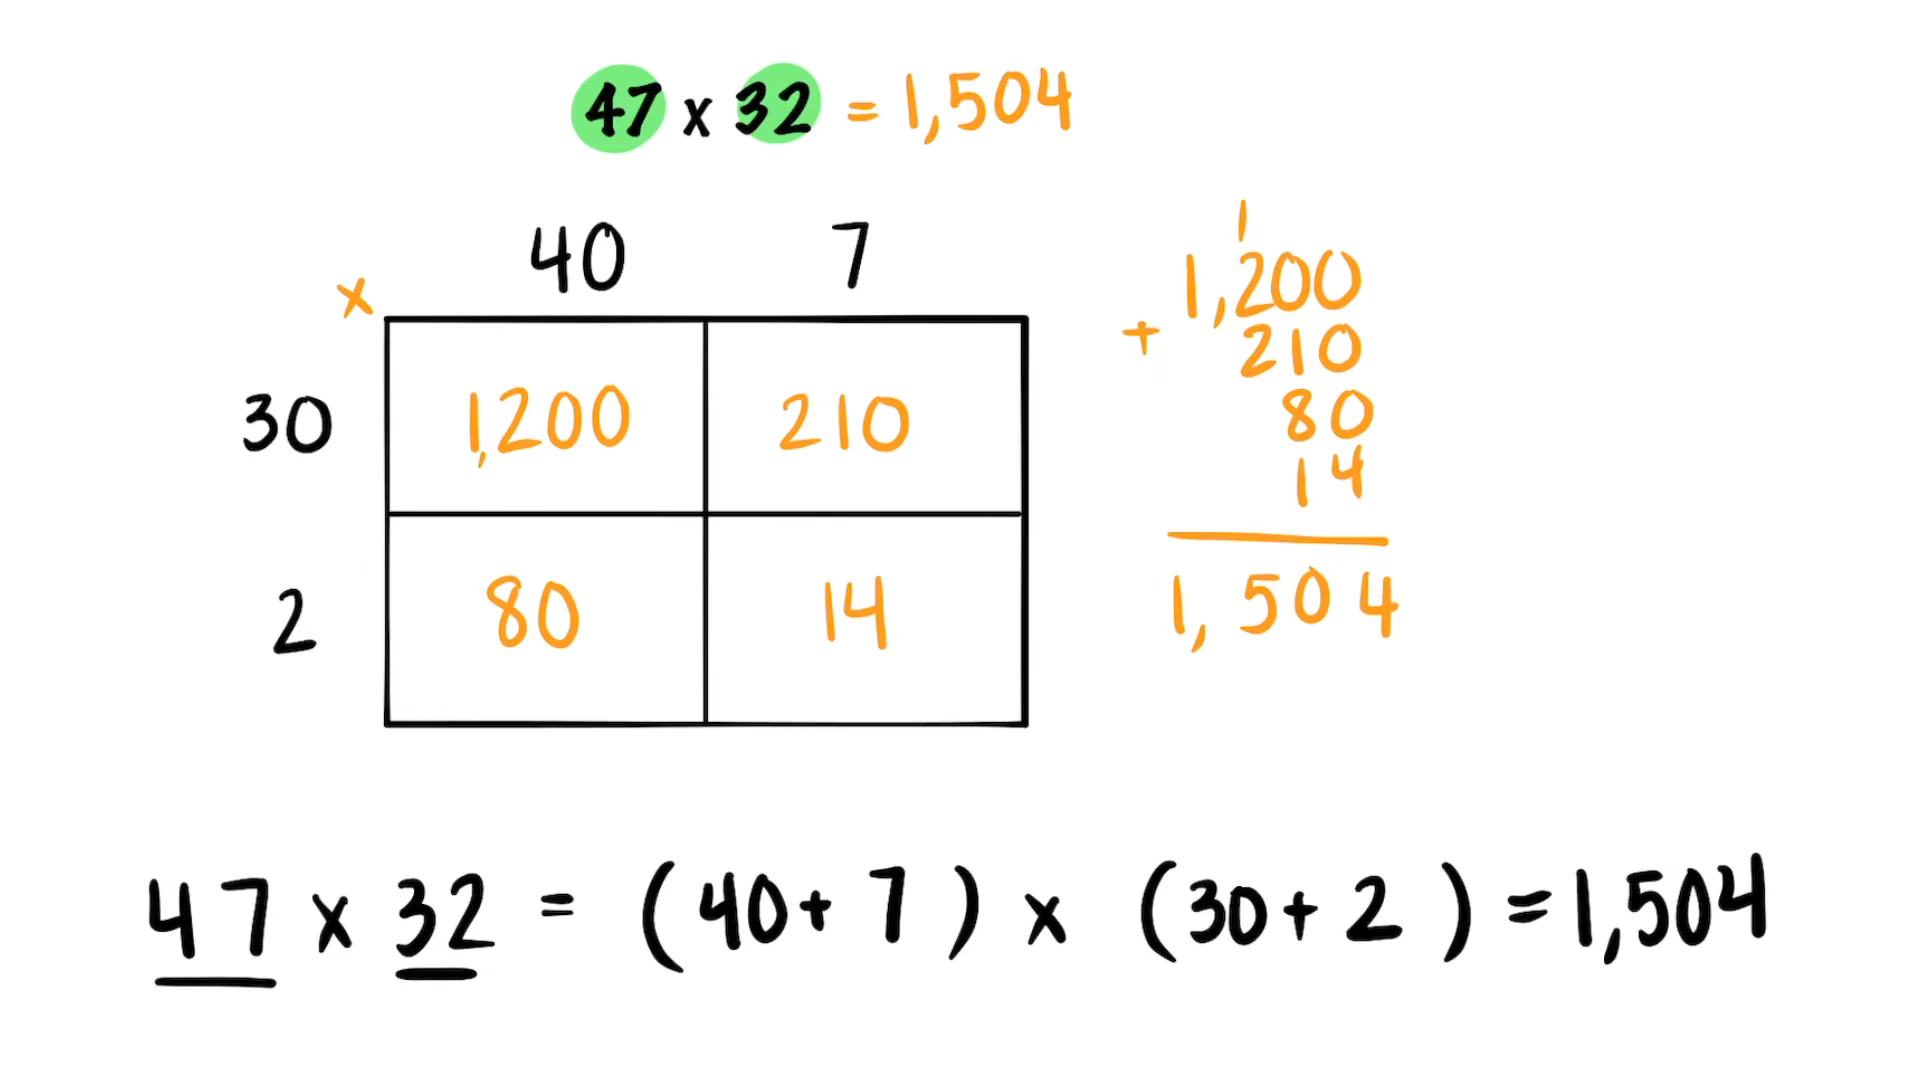 47 x 32 = 1,504
40 7
x
30 1,200 210
2 80 14
1
1,200
+ 210
80
14
1,504
47 x 32 = (40+ 7) x (30+ 2) = 1,504